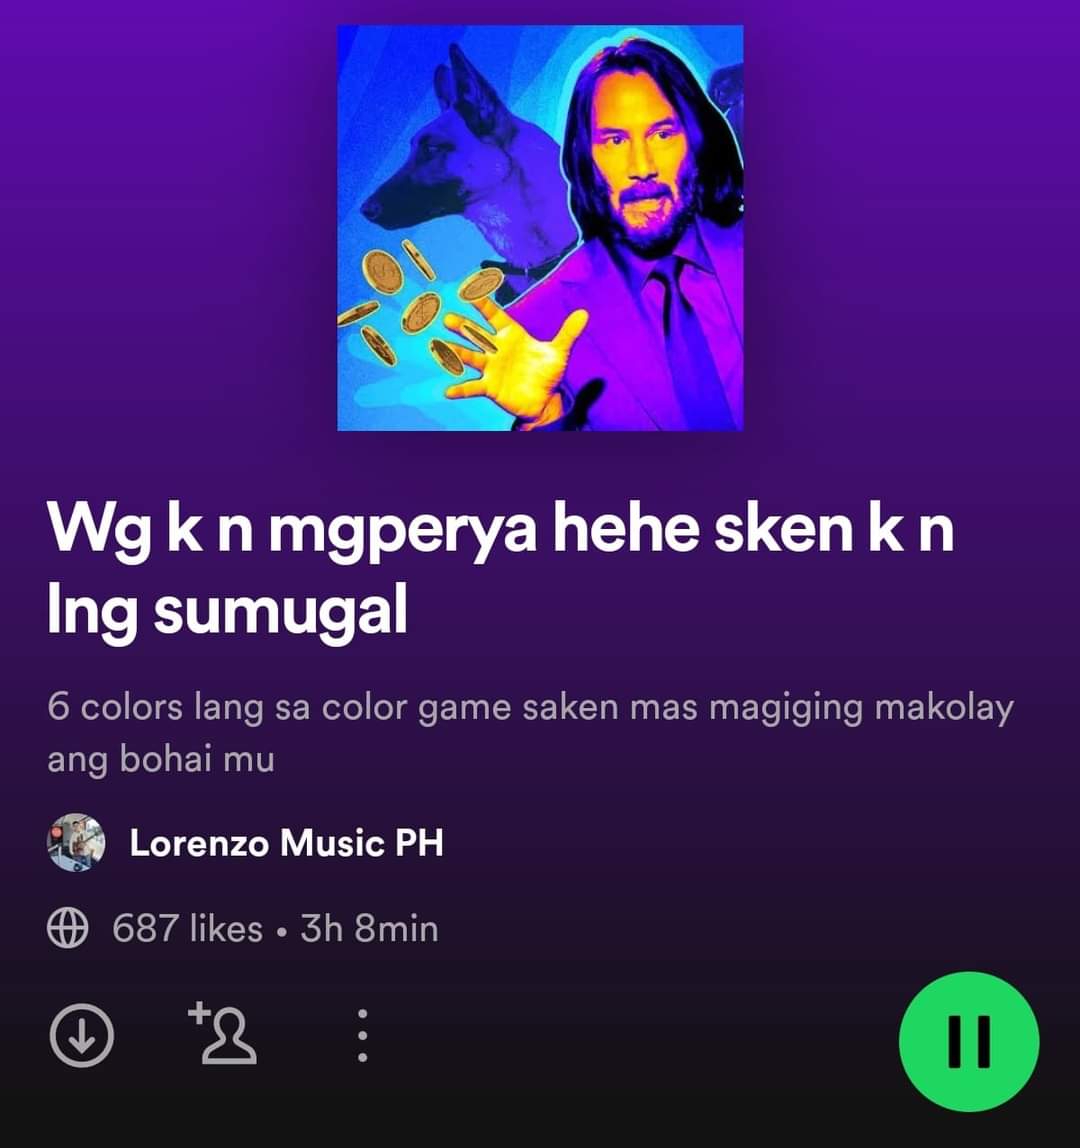 Wg k n mgperya hehe sken k n
lng sumugal
6 colors lang sa color game saken mas magiging makolay
ang bohai mu
Lorenzo Music PH
687 likes • 3h 8min